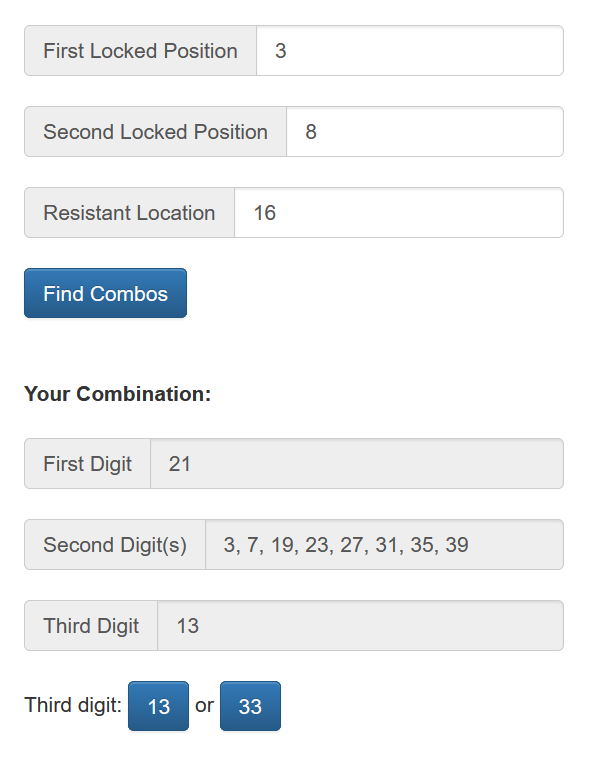 First Locked Position 3
Second Locked Position 8
Resistant Location 16
Find Combos
Your Combination:
First Digit 21
Second Digit(s) 3, 7, 19, 23, 27, 31, 35, 39
Third Digit 13
Third digit: 13 or 33